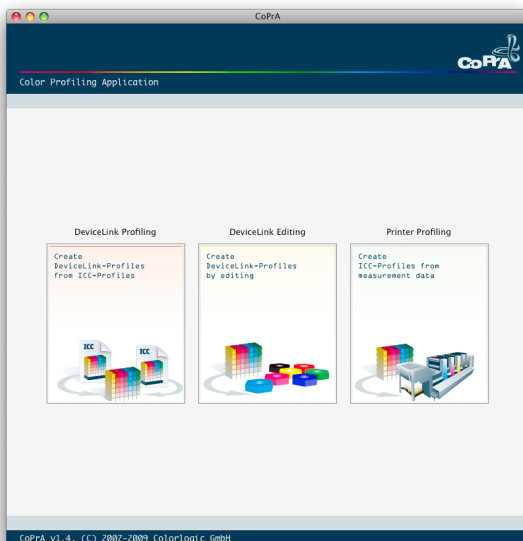 CoPrA
CoPrA
Color Profiling Application
DeviceLink Profiling
DeviceLink Editing
Printer Profiling
Create
DeviceLink-Profiles
from ICC-Profiles
Create
DeviceLink-Profiles
by editing
Create
ICC-Profiles from
measurement data
ICC
ICC
CoPrA v1.4, (C) 2007-2009 Colorlogic GmbH